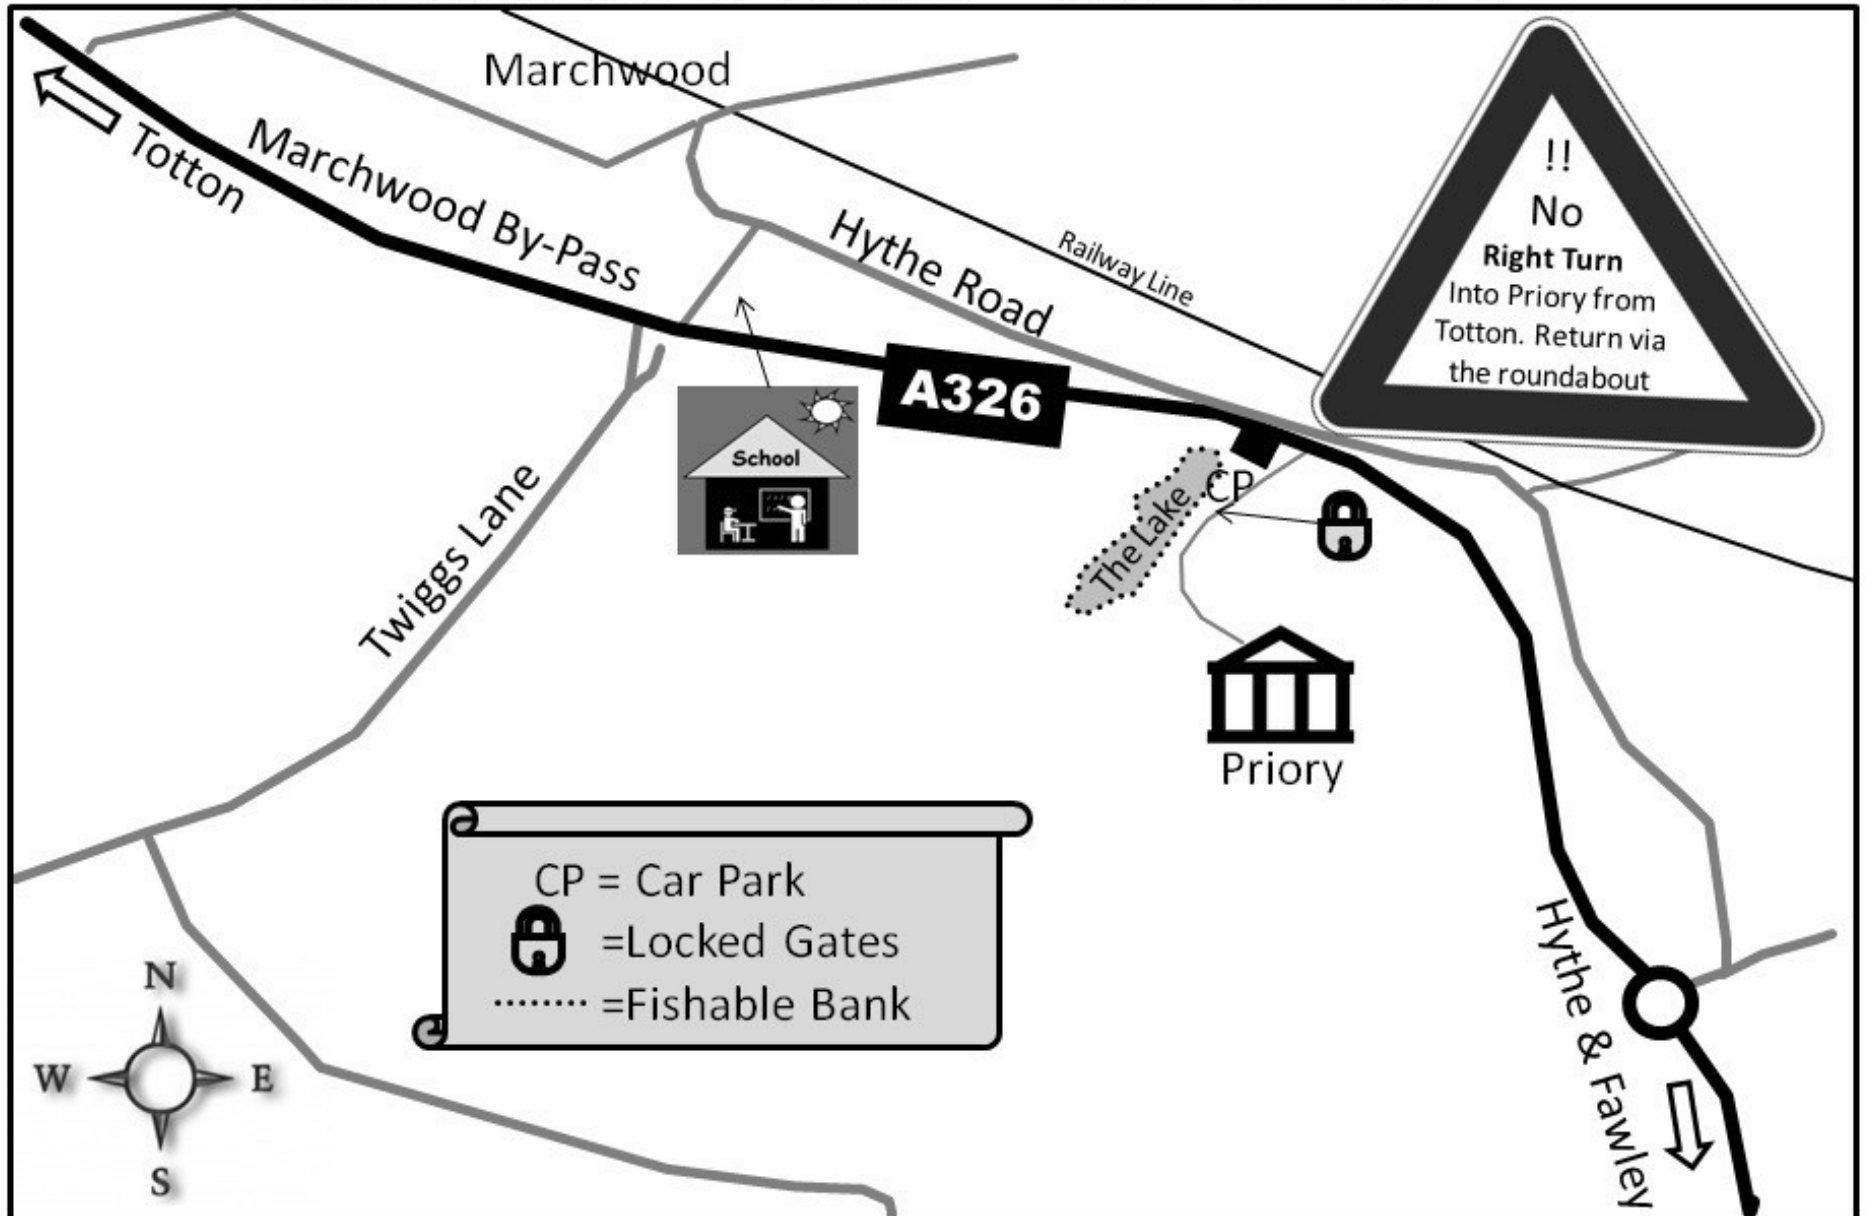 Marchwood
Totton
Marchwood By-Pass
Hythe Road
Railway Line
!!
No
Right Turn
Into Priory from
Totton. Return via
the roundabout
A326
School
CP
The Lake
Twiggs Lane
Priory
CP = Car Park
=Locked Gates
=Fishable Bank
Hythe & Fawley
N
W
E
S